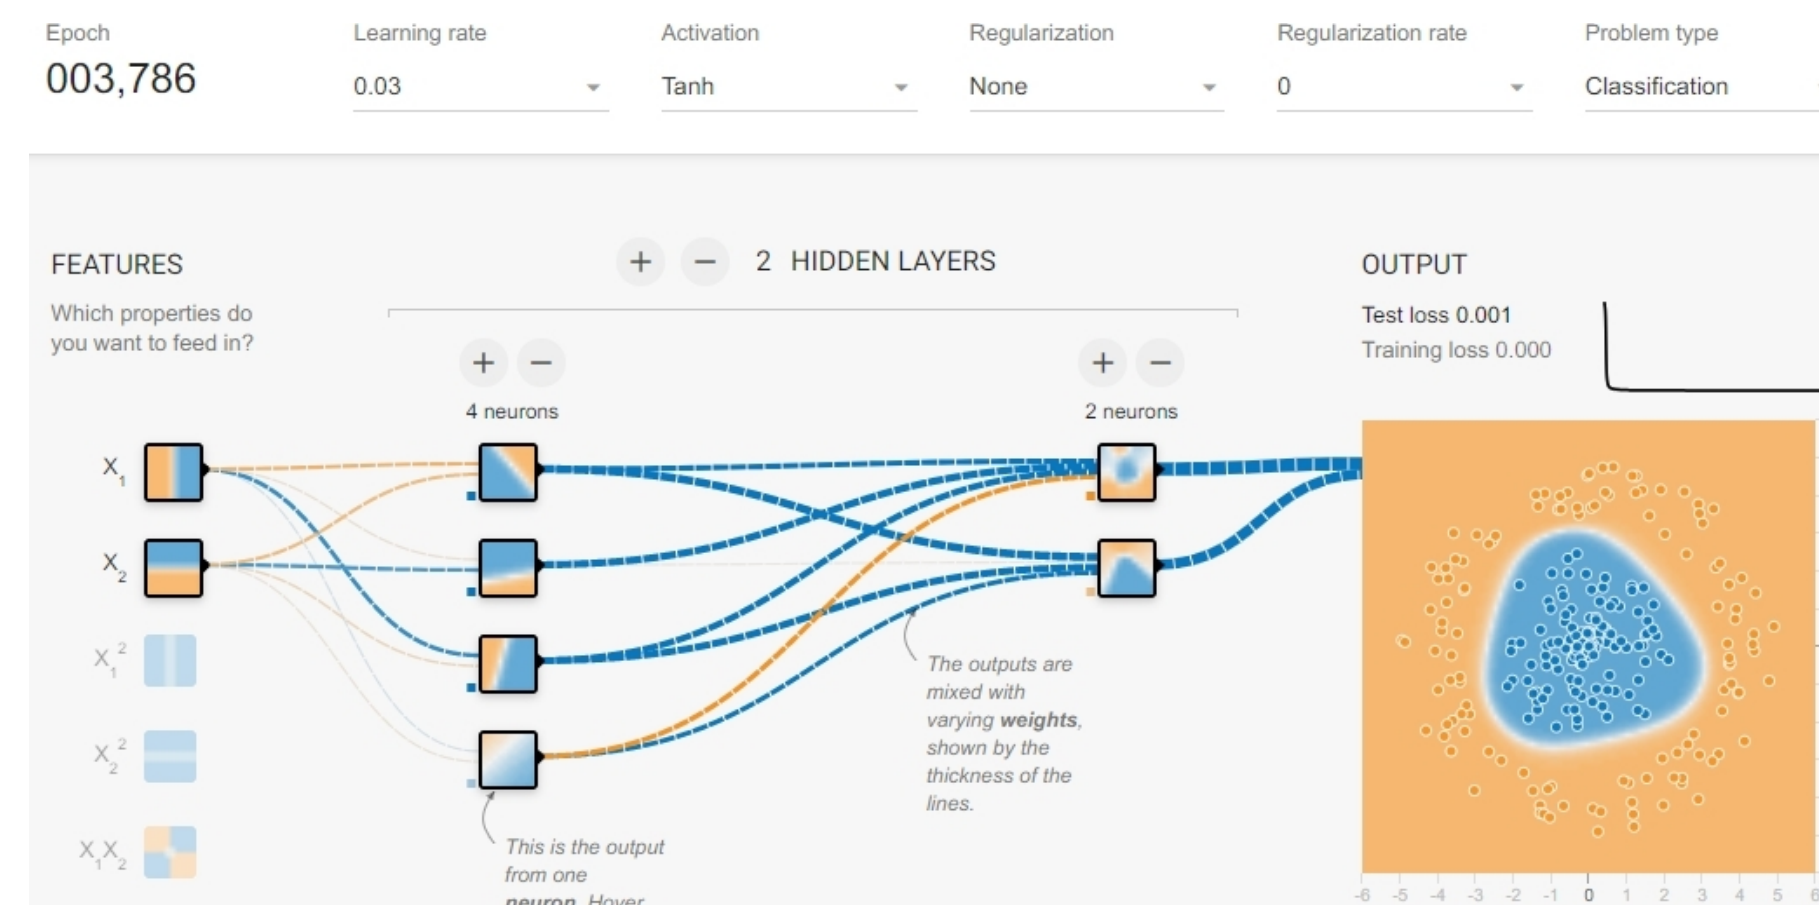 Epoch
003,786
Learning rate
0.03
Activation
Tanh
Regularization
None
Regularization rate
0
Problem type
Classification
FEATURES
Which properties do
you want to feed in?
+ − 2 HIDDEN LAYERS
+ −
4 neurons
+ −
2 neurons
OUTPUT
Test loss 0.001
Training loss 0.000
X1
X2
X1²
X2²
X1X2
The outputs are
mixed with
varying weights,
shown by the
thickness of the
lines.
This is the output
from one
neuron. Hover
-6 -5 -4 -3 -2 -1 0 1 2 3 4 5 6